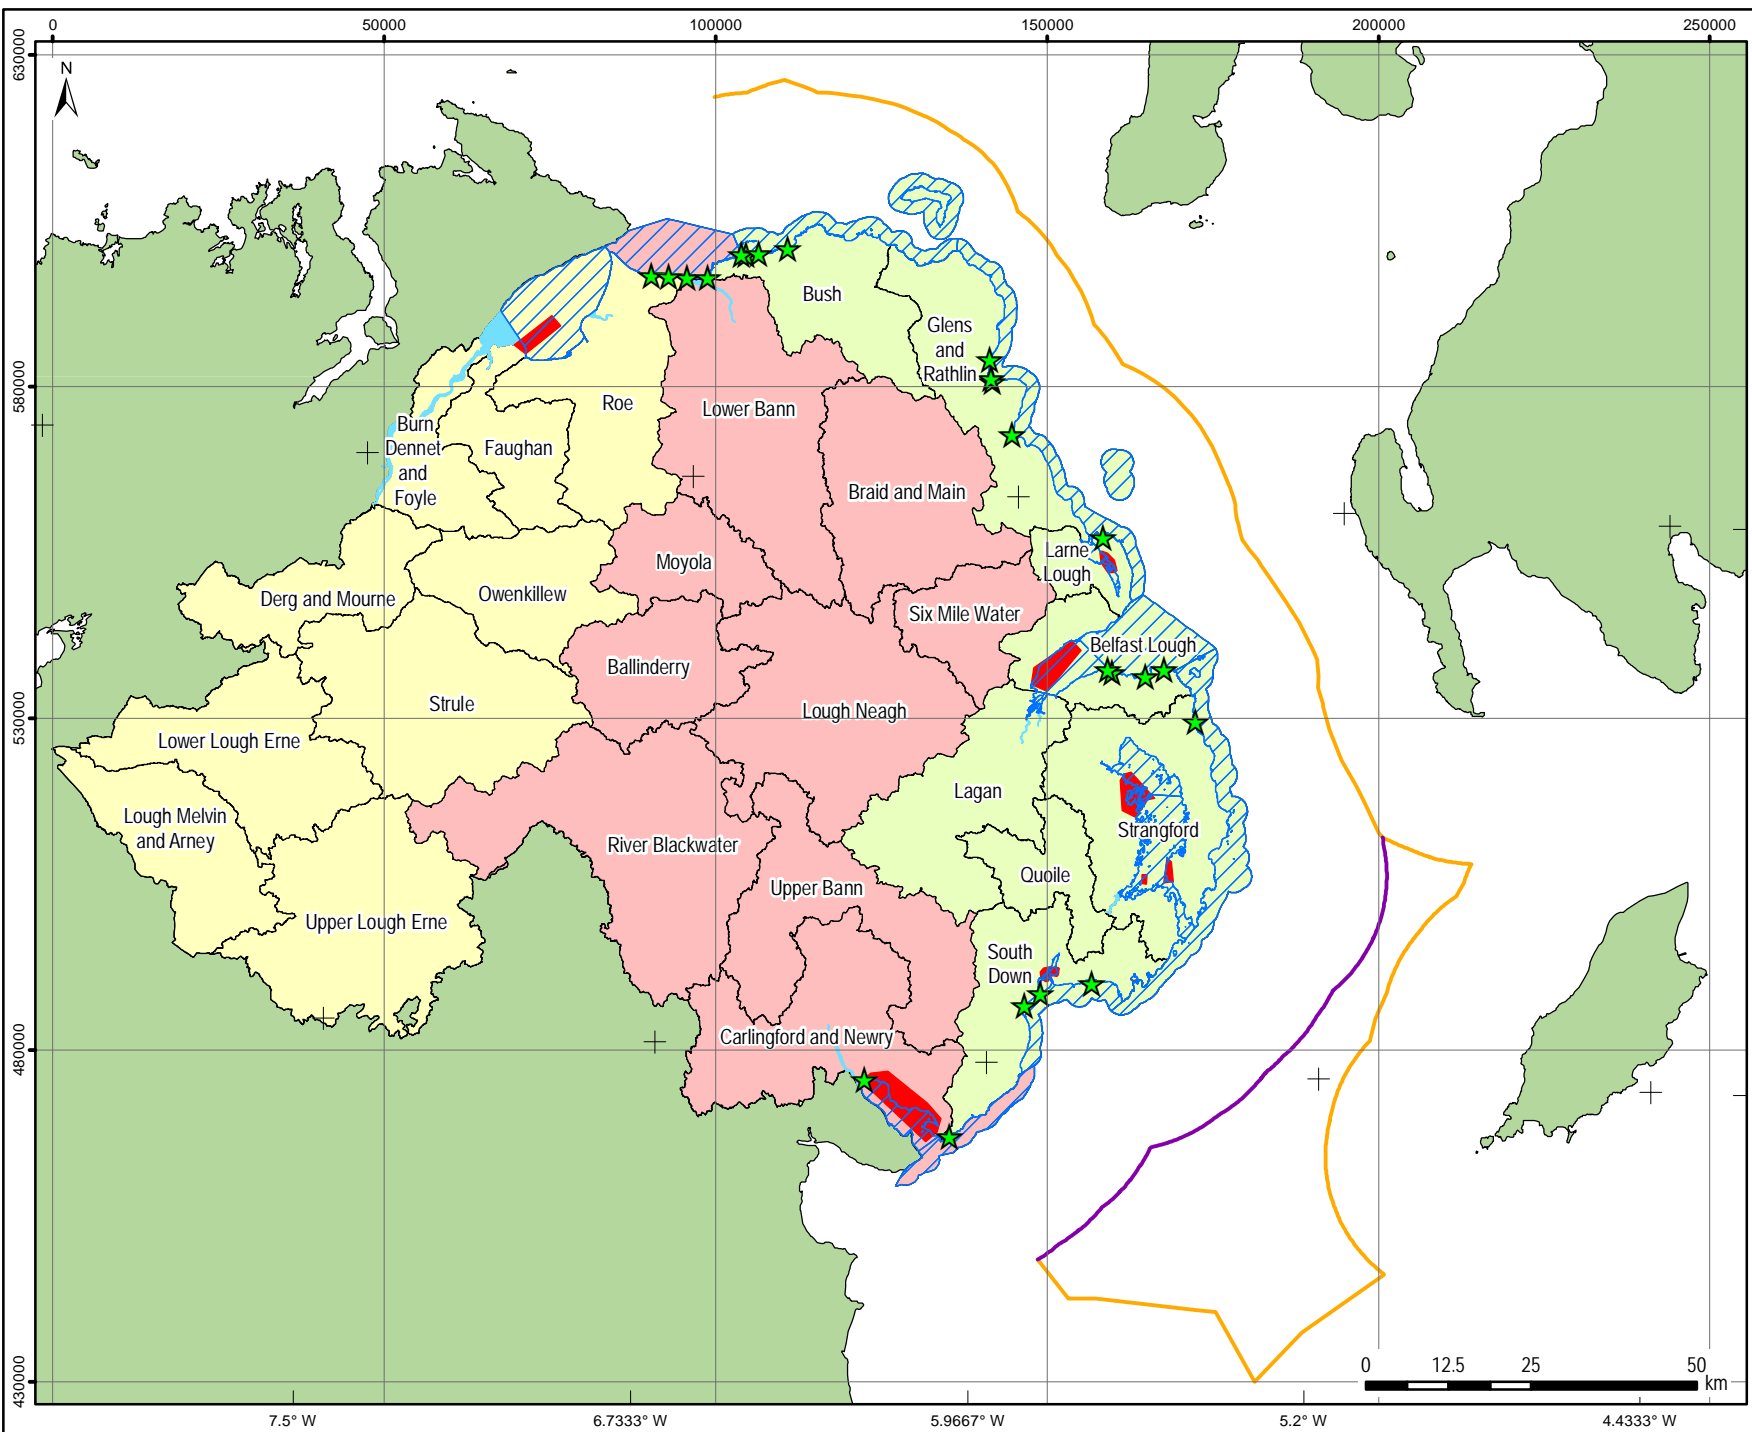 0
50000
100000
150000
200000
250000
630000
N
Bush
Glens
and
Rathlin
580000
Roe
Lower Bann
Burn
Dennet
and
Foyle
Faughan
Braid and Main
Larne
Lough
Moyola
Owenkillew
Derg and Mourne
Six Mile Water
Belfast Lough
Ballinderry
Strule
Lough Neagh
530000
Lower Lough Erne
Lagan
Lough Melvin
and Arney
Strangford
River Blackwater
Quoile
Upper Bann
Upper Lough Erne
South
Down
Carlingford and Newry
480000
430000
0
12.5
25
50
km
7.5° W
6.7333° W
5.9667° W
5.2° W
4.4333° W